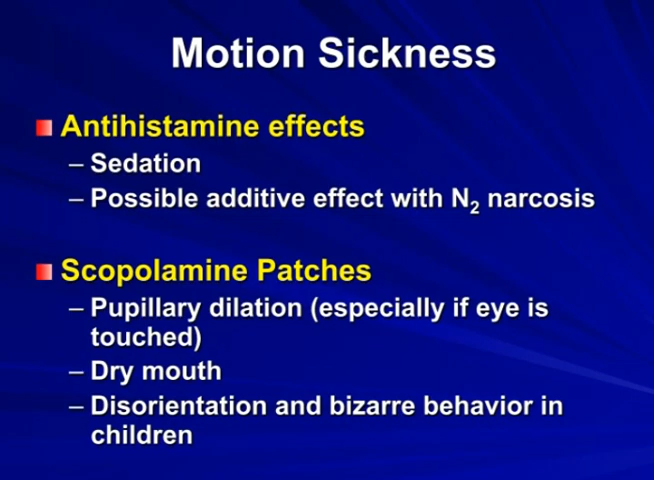 Motion Sickness
Antihistamine effects
– Sedation
– Possible additive effect with N₂ narcosis
Scopolamine Patches
– Pupillary dilation (especially if eye is
touched)
– Dry mouth
– Disorientation and bizarre behavior in
children